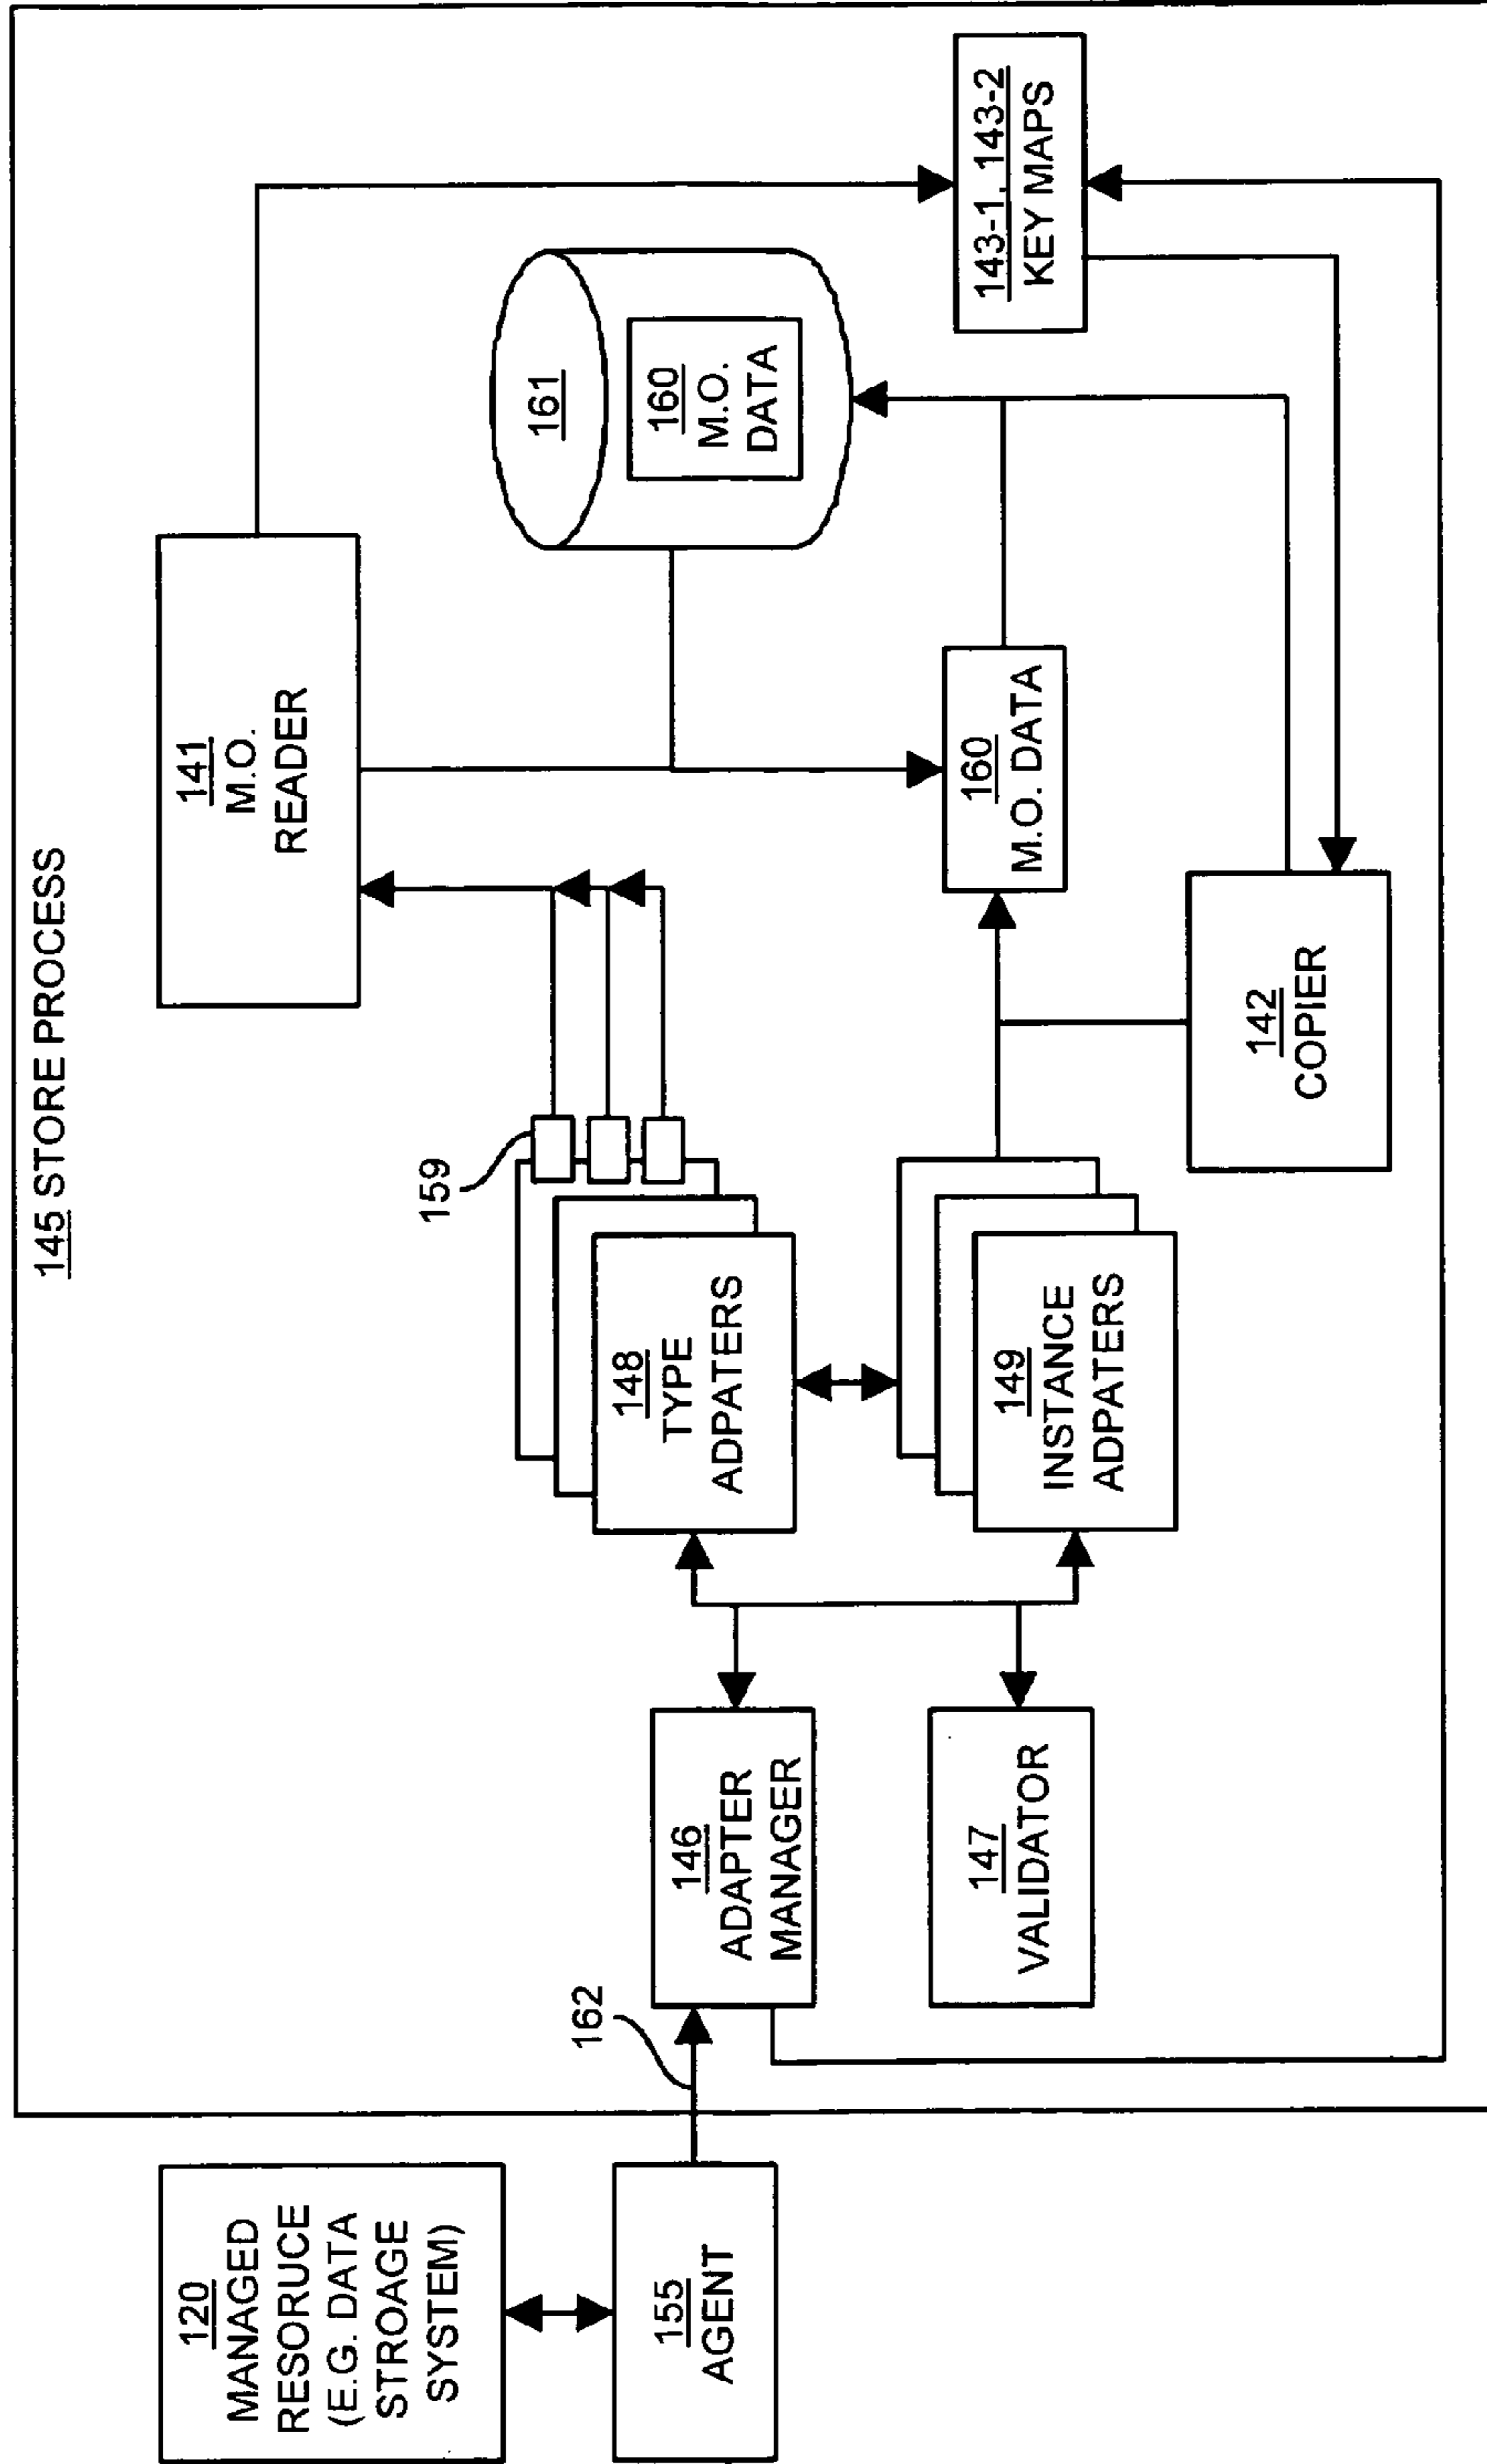 145 STORE PROCESS
120
MANAGED
RESORUCE
(E.G. DATA
STROAGE
SYSTEM)
155
AGENT
162
146
ADAPTER
MANAGER
147
VALIDATOR
159
148
TYPE
ADPATERS
149
INSTANCE
ADPATERS
141
M.O.
READER
142
COPIER
160
M.O. DATA
161
160
M.O.
DATA
143-1, 143-2
KEY MAPS